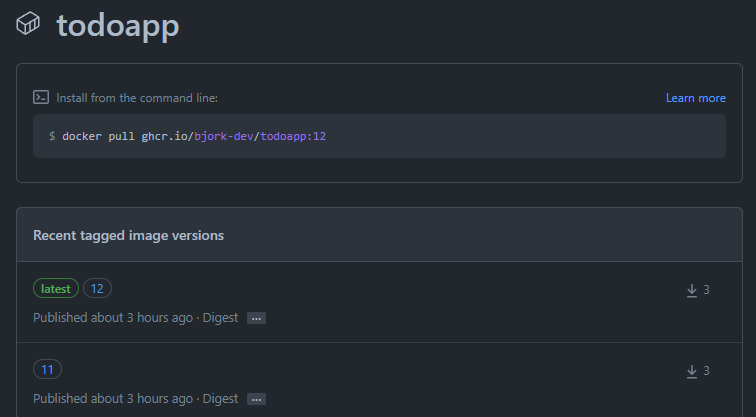 todoapp
Install from the command line:
Learn more
$ docker pull ghcr.io/bjork-dev/todoapp:12
Recent tagged image versions
latest 12
3
Published about 3 hours ago · Digest ...
11
3
Published about 3 hours ago · Digest ...